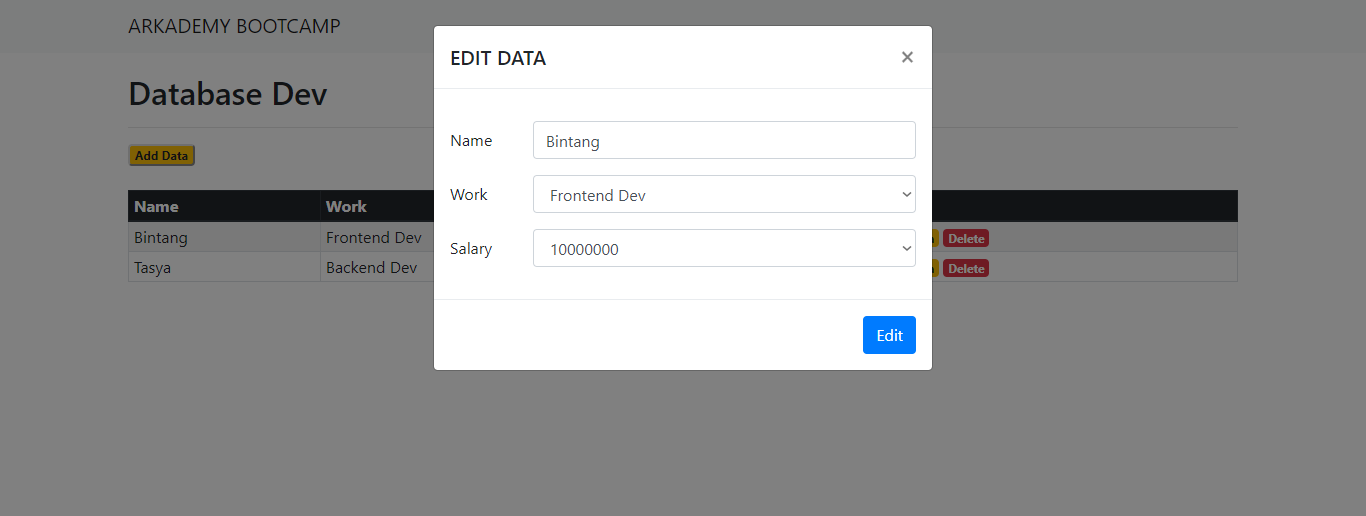 ARKADEMY BOOTCAMP
EDIT DATA ×
Database Dev
Name Bintang
Add Data
Work Frontend Dev
Name Work
Bintang Frontend Dev Delete
Salary 10000000
Tasya Backend Dev Delete
Edit